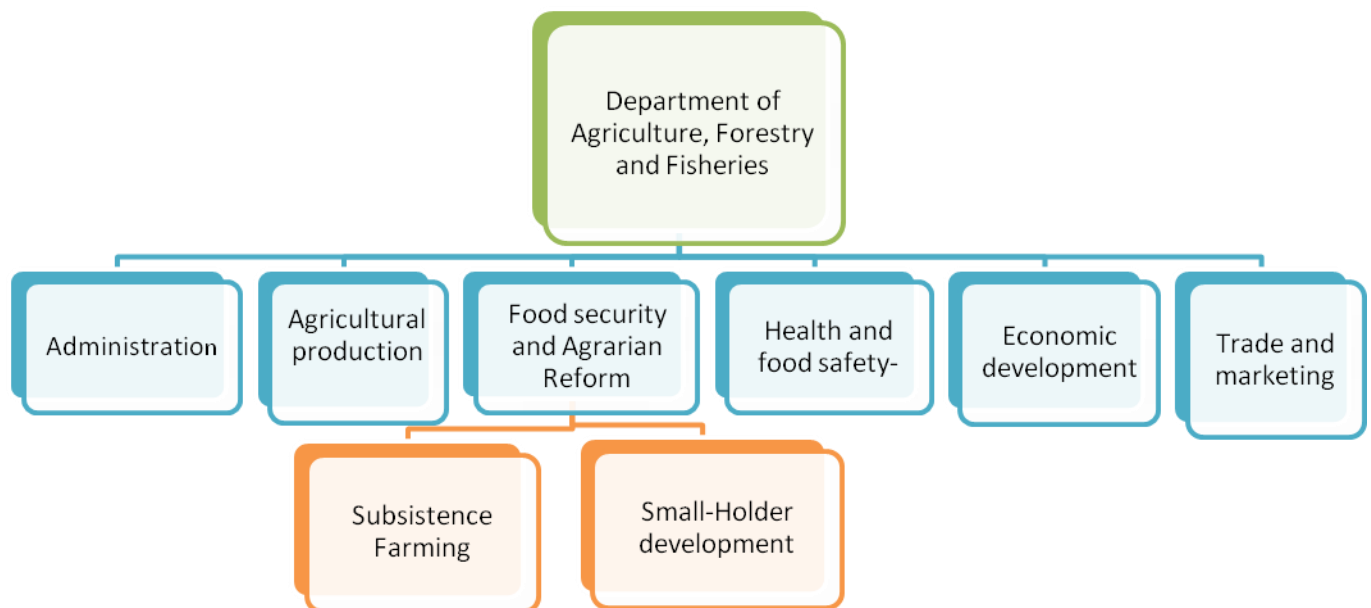 Department of
Agriculture, Forestry
and Fisheries
Administration
Agricultural
production
Food security
and Agrarian
Reform
Health and
food safety-
Economic
development
Trade and
marketing
Subsistence
Farming
Small-Holder
development